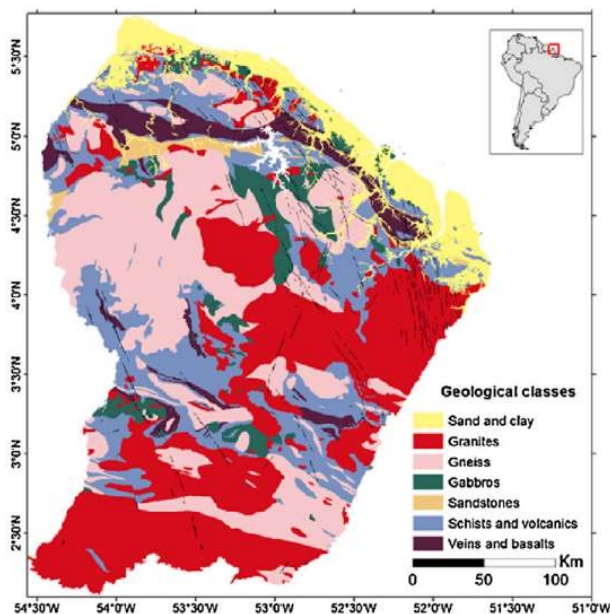 5°30'N
5°0'N
4°30'N
4°0'N
3°30'N
3°0'N
2°30'N
Geological classes
Sand and clay
Granites
Gneiss
Gabbros
Sandstones
Schists and volcanics
Veins and basalts
Km
0 50 100
54°30'W 54°0'W 53°30'W 53°0'W 52°30'W 52°0'W 51°30'W 51°0'W